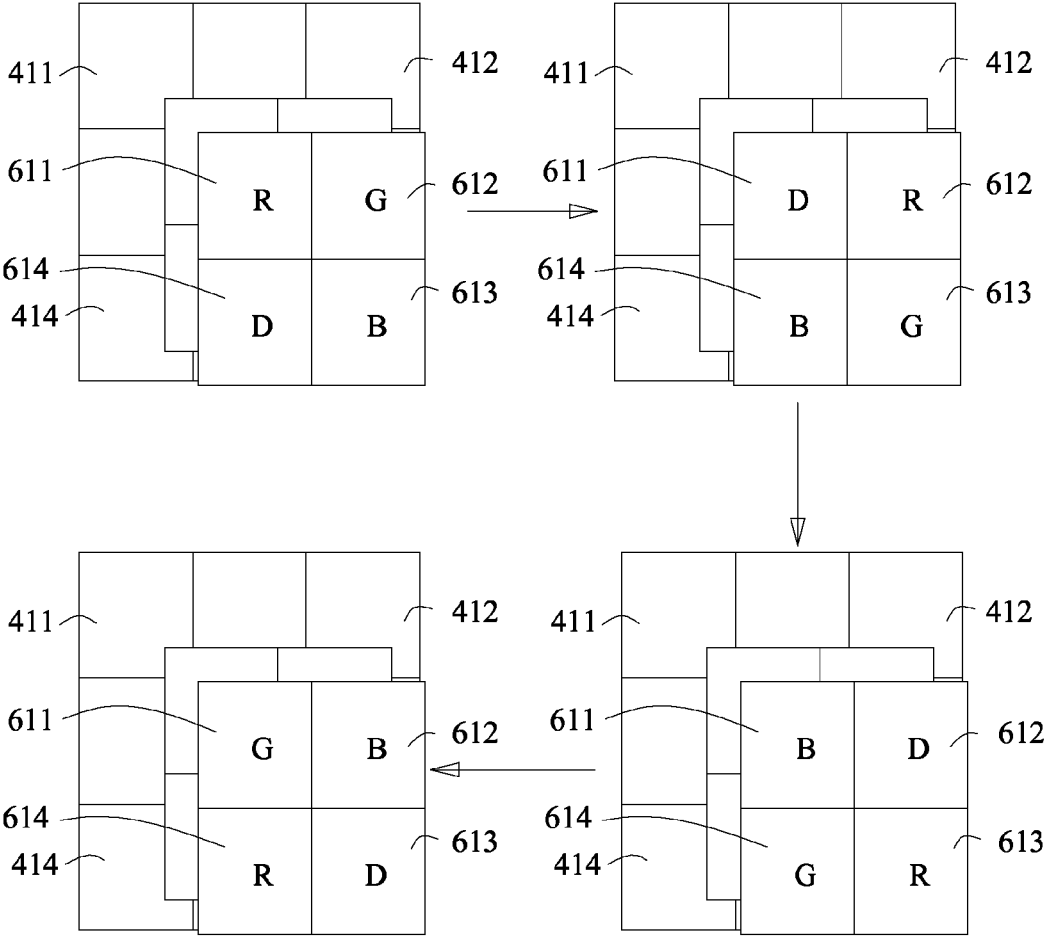 411 412 411 412
611 R G 612 611 D R 612
614 613 614 613
414 D B 414 B G
411 412 411 412
611 G B 612 611 B D 612
614 613 614 613
414 R D 414 G R